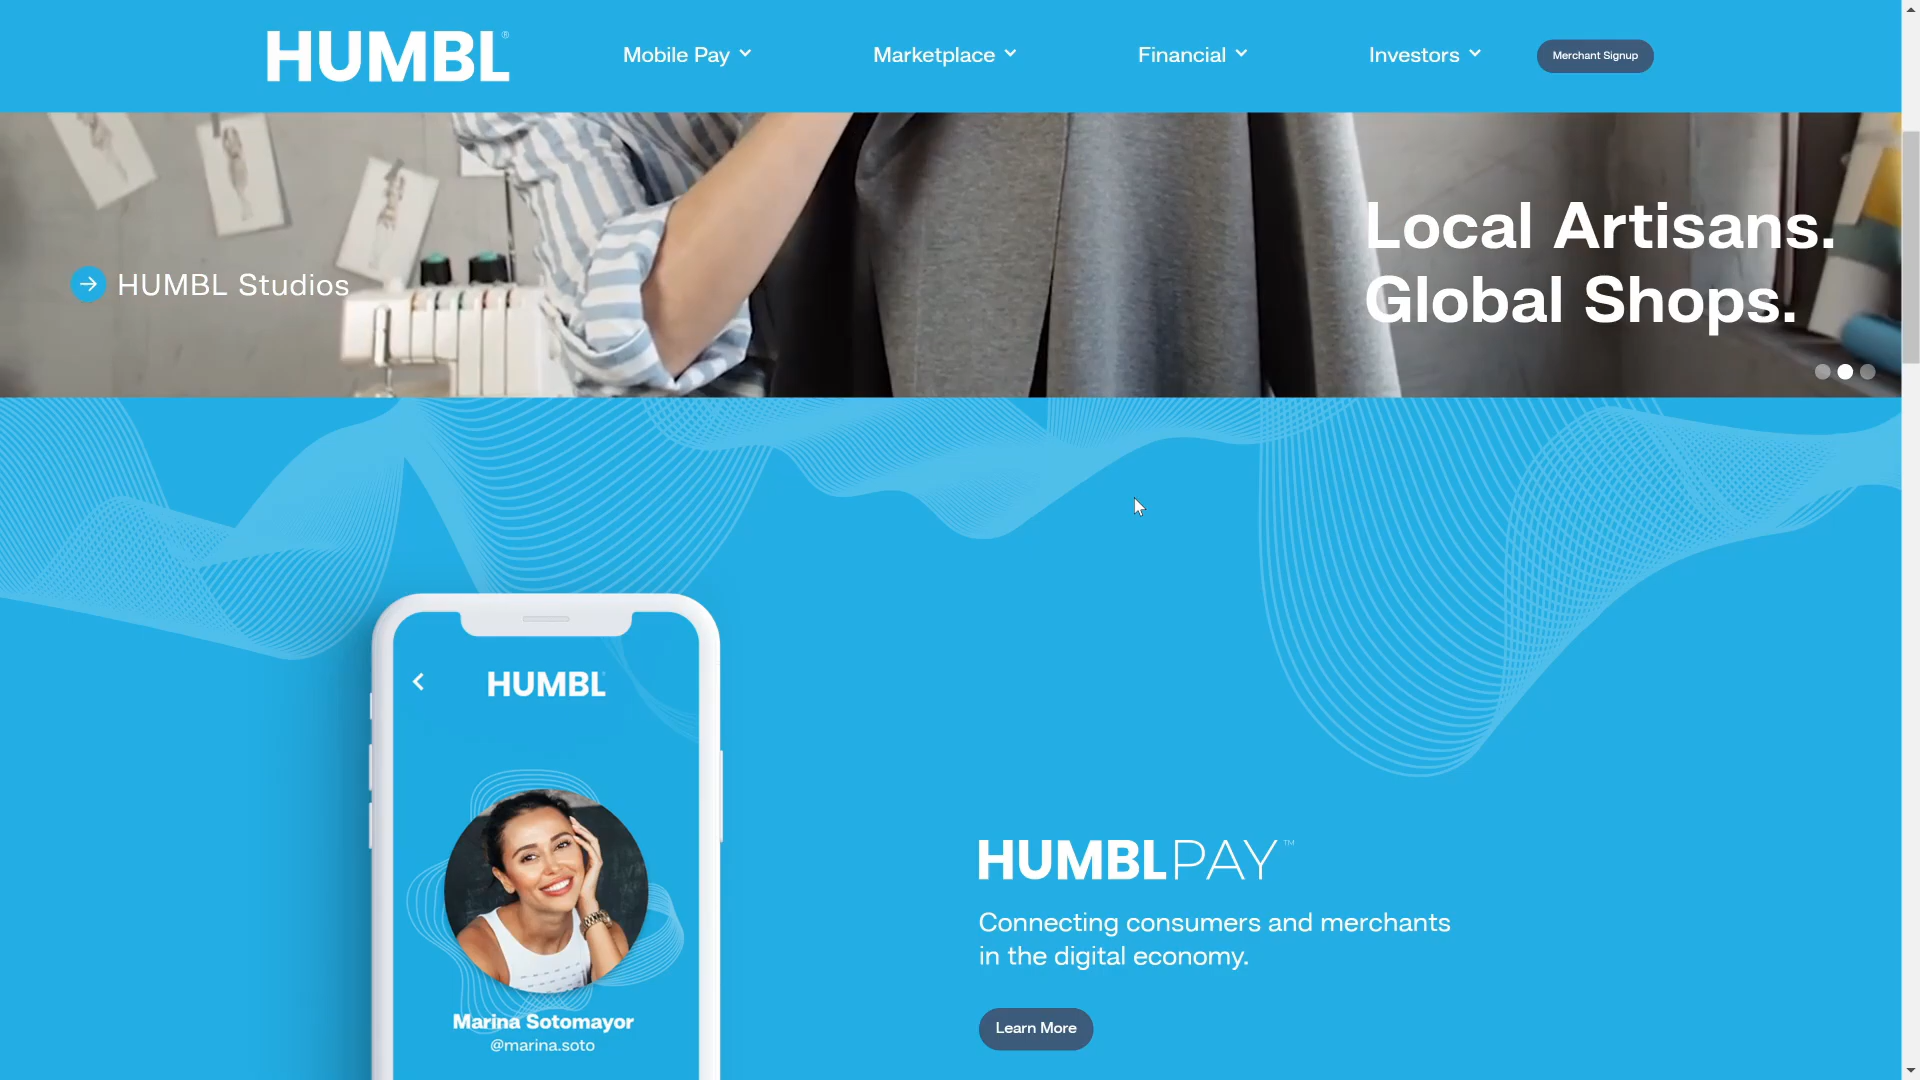 HUMBL®
Mobile Pay
Marketplace
Financial
Investors
Merchant Signup
HUMBL Studios
Local Artisans.
Global Shops.
HUMBL
Marina Sotomayor
@marina.soto
HUMBLPAY™
Connecting consumers and merchants
in the digital economy.
Learn More